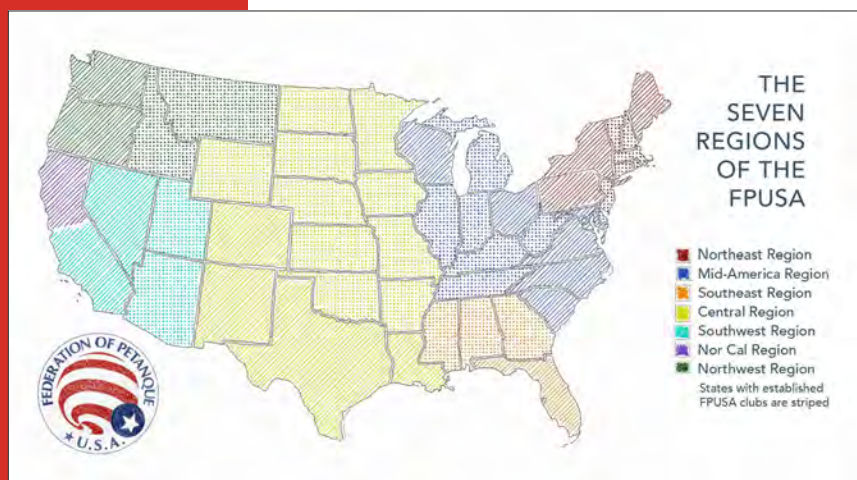 THE
SEVEN
REGIONS
OF THE
FPUSA
Northeast Region
Mid-America Region
Southeast Region
Central Region
Southwest Region
Nor Cal Region
Northwest Region
States with established
FPUSA clubs are striped
FEDERATION OF PETANQUE
U.S.A.